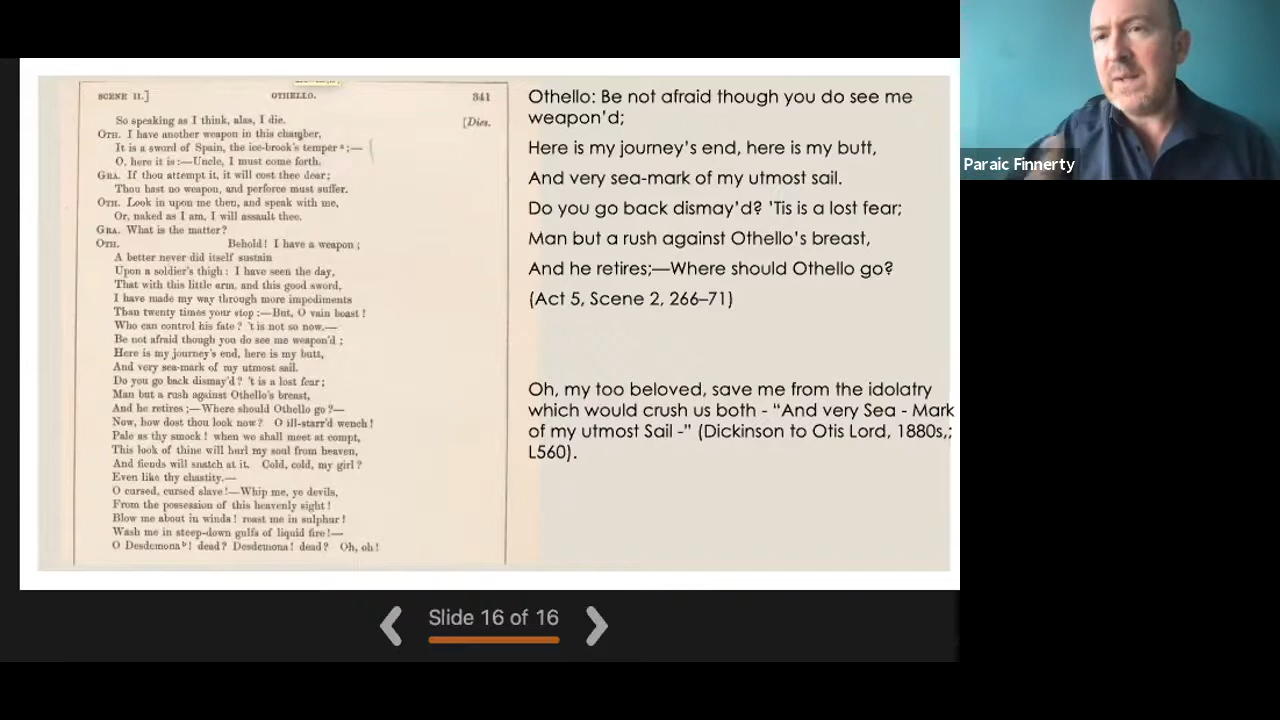 SCENE II.]
OTHELLO.
341
So speaking as I think, alas, I die.
[Dies.
OTH. I have another weapon in this chamber,
It is a sword of Spain, the ice-brook's temper a;—
O, here it is:—Uncle, I must come forth.
GRA. If thou attempt it, it will cost thee dear;
Thou hast no weapon, and perforce must suffer.
OTH. Look in upon me then, and speak with me,
Or, naked as I am, I will assault thee.
GRA. What is the matter?
OTH. Behold! I have a weapon;
A better never did itself sustain
Upon a soldier's thigh: I have seen the day,
That with this little arm, and this good sword,
I have made my way through more impediments
Than twenty times your stop:—But, O vain boast!
Who can control his fate? 't is not so now.—
Be not afraid though you do see me weapon'd;
Here is my journey's end, here is my butt,
And very sea-mark of my utmost sail.
Do you go back dismay'd? 't is a lost fear;
Man but a rush against Othello's breast,
And he retires;—Where should Othello go?—
Now, how dost thou look now? O ill-starr'd wench!
Pale as thy smock! when we shall meet at compt,
This look of thine will hurl my soul from heaven,
And fiends will snatch at it. Cold, cold, my girl?
Even like thy chastity.—
O cursed, cursed slave!—Whip me, ye devils,
From the possession of this heavenly sight!
Blow me about in winds! roast me in sulphur!
Wash me in steep-down gulfs of liquid fire!—
O Desdemona b! dead? Desdemona! dead? Oh, oh!
Othello: Be not afraid though you do see me
weapon'd;
Here is my journey's end, here is my butt,
And very sea-mark of my utmost sail.
Do you go back dismay'd? 'Tis is a lost fear;
Man but a rush against Othello's breast,
And he retires;—Where should Othello go?
(Act 5, Scene 2, 266–71)
Oh, my too beloved, save me from the idolatry
which would crush us both - “And very Sea - Mark
of my utmost Sail -” (Dickinson to Otis Lord, 1880s,;
L560).
Paraic Finnerty
Slide 16 of 16